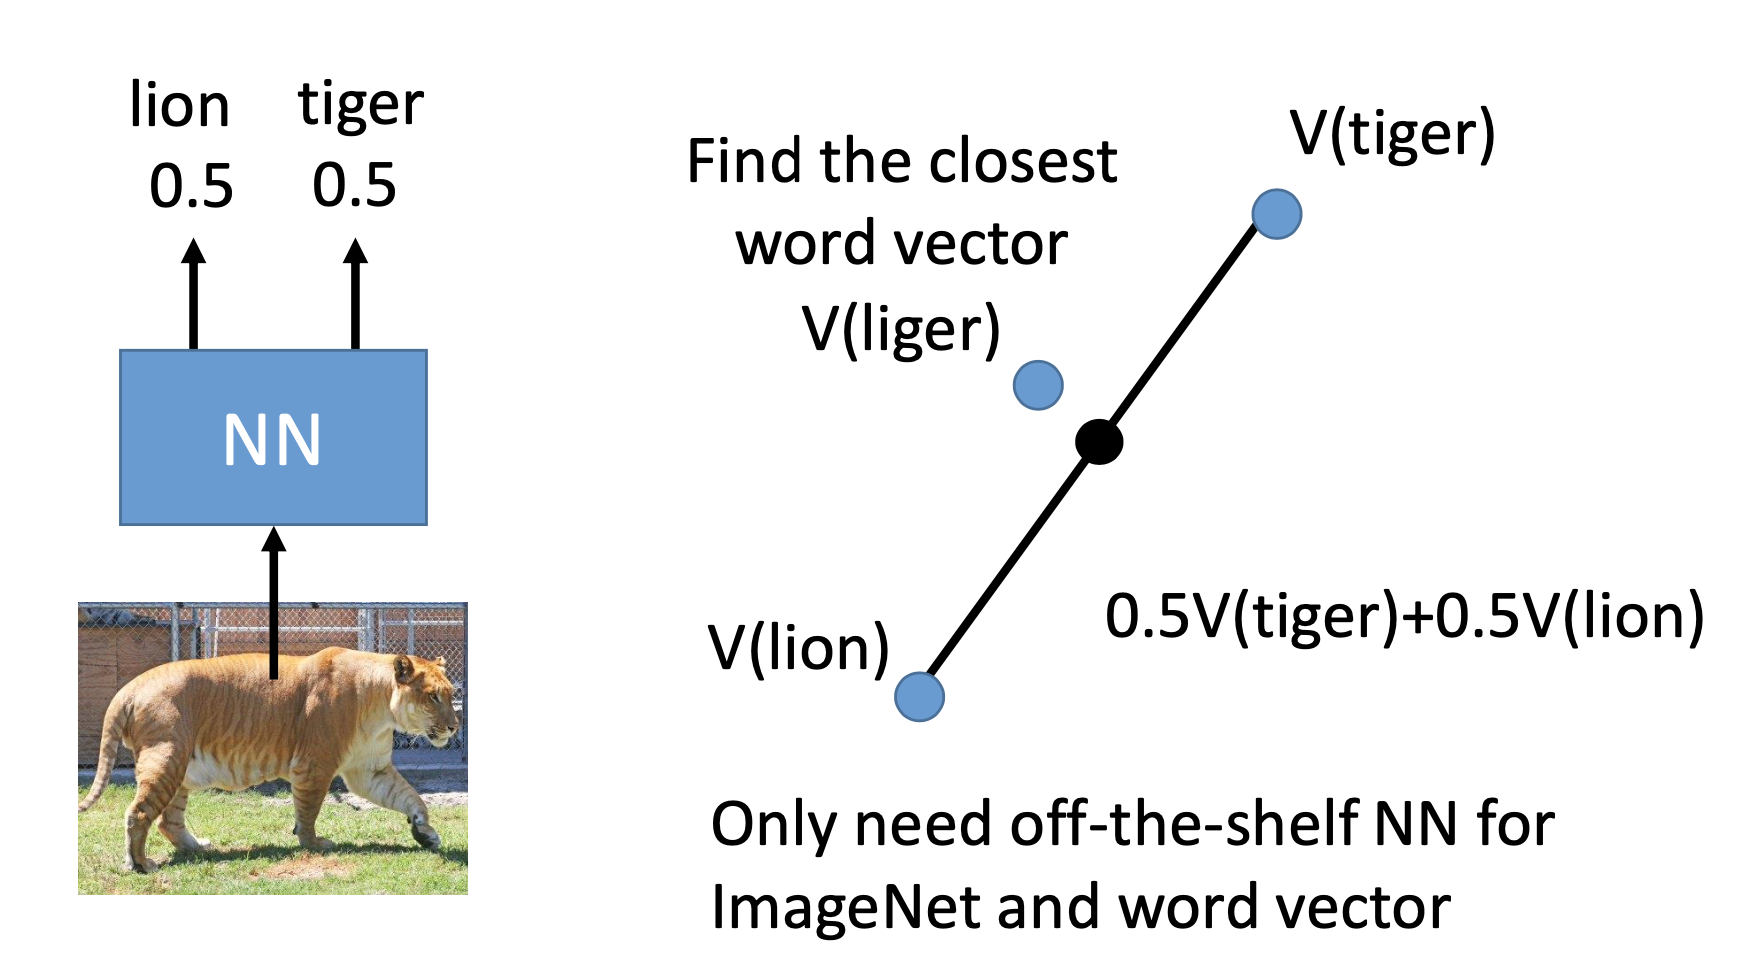 lion tiger
0.5 0.5
NN
Find the closest
word vector
V(liger)
V(tiger)
V(lion)
0.5V(tiger)+0.5V(lion)
Only need off-the-shelf NN for
ImageNet and word vector